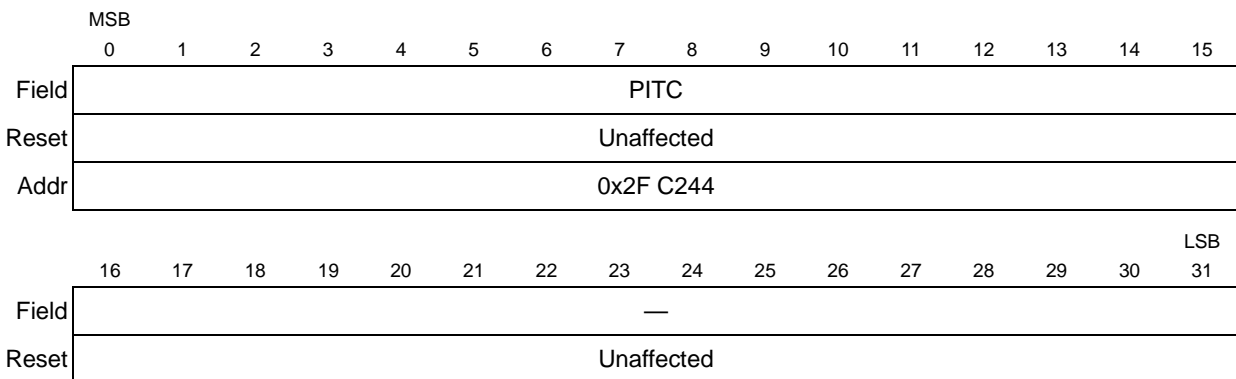 MSB
0 1 2 3 4 5 6 7 8 9 10 11 12 13 14 15
Field PITC
Reset Unaffected
Addr 0x2F C244
LSB
16 17 18 19 20 21 22 23 24 25 26 27 28 29 30 31
Field —
Reset Unaffected